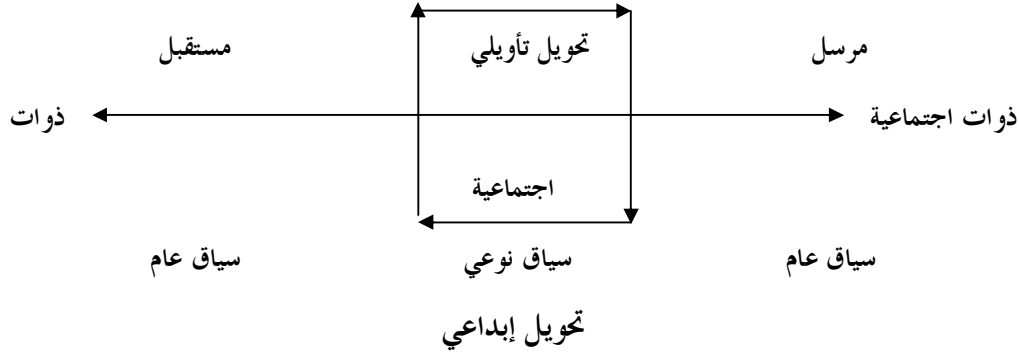 مرسل تحويل تأويلي مستقبل
ذوات اجتماعية ذوات
اجتماعية
سياق عام سياق نوعي سياق عام
تحويل إبداعي